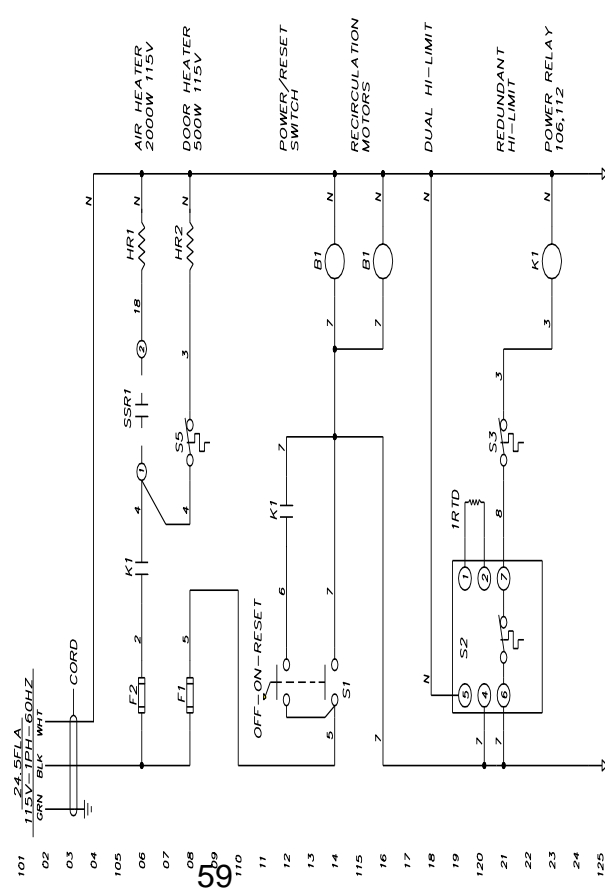 24.5FLA
115V-1PH-60HZ
GRN BLK WHT
CORD
N
F2 2 K1 4 1 SSR1 2 18 HR1 N
AIR HEATER
2000W 115V
F1 5 4 S5 3 HR2 N
DOOR HEATER
500W 115V
OFF-ON-RESET
6 K1 7
POWER/RESET
SWITCH
5 S1 7 7 B1 N
RECIRCULATION
MOTORS
7 7 B1 N
N
DUAL HI-LIMIT
S2
5 1 1RTD
7 4 2
7 6 7 8 S3 3
REDUNDANT
HI-LIMIT
3 K1 N
POWER RELAY
106,112
101
02
03
04
105
06
07
08
09
110
11
12
13
14
115
16
17
18
19
120
21
22
23
24
125
59